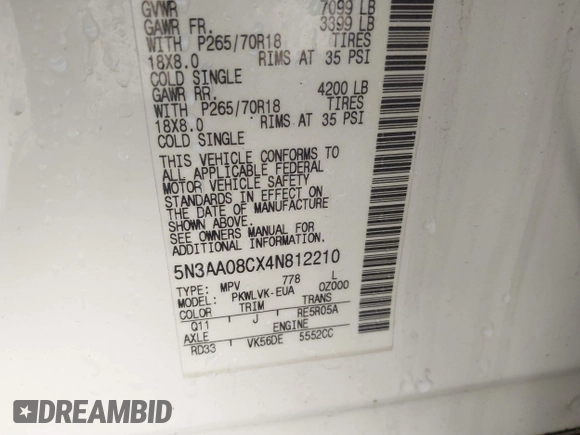 GVWR 7099 LB
GAWR FR. 3399 LB
WITH P265/70R18 TIRES
18X8.0 RIMS AT 35 PSI
COLD SINGLE
GAWR RR. 4200 LB
WITH P265/70R18 TIRES
18X8.0 RIMS AT 35 PSI
COLD SINGLE
THIS VEHICLE CONFORMS TO
ALL APPLICABLE FEDERAL
MOTOR VEHICLE SAFETY
STANDARDS IN EFFECT ON
THE DATE OF MANUFACTURE
SHOWN ABOVE.
SEE OWNERS MANUAL FOR
ADDITIONAL INFORMATION
5N3AA08CX4N812210
TYPE: MPV 778 L
MODEL: PKWLVK-EUA 0Z000
COLOR TRIM TRANS
Q11 J RE5R05A
AXLE ENGINE
RD33 VK56DE 5552CC
DREAMBID